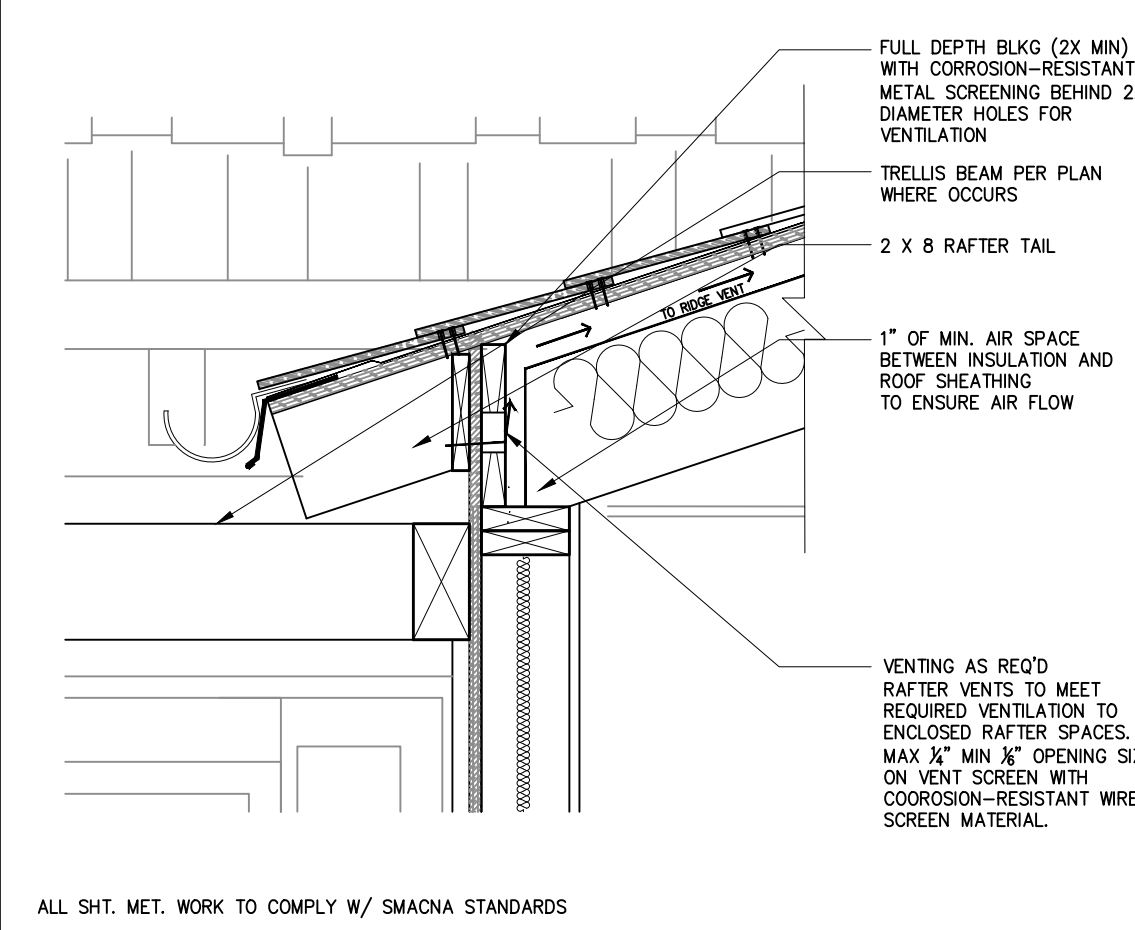 FULL DEPTH BLKG (2X MIN)
WITH CORROSION-RESISTANT
METAL SCREENING BEHIND 2
DIAMETER HOLES FOR
VENTILATION
TRELLIS BEAM PER PLAN
WHERE OCCURS
2 X 8 RAFTER TAIL
TO RIDGE VENT
1" OF MIN. AIR SPACE
BETWEEN INSULATION AND
ROOF SHEATHING
TO ENSURE AIR FLOW
VENTING AS REQ'D
RAFTER VENTS TO MEET
REQUIRED VENTILATION TO
ENCLOSED RAFTER SPACES.
MAX ¼" MIN ⅙" OPENING
ON VENT SCREEN WITH
COOROSION-RESISTANT WIRE
SCREEN MATERIAL.
ALL SHT. MET. WORK TO COMPLY W/ SMACNA STANDARDS